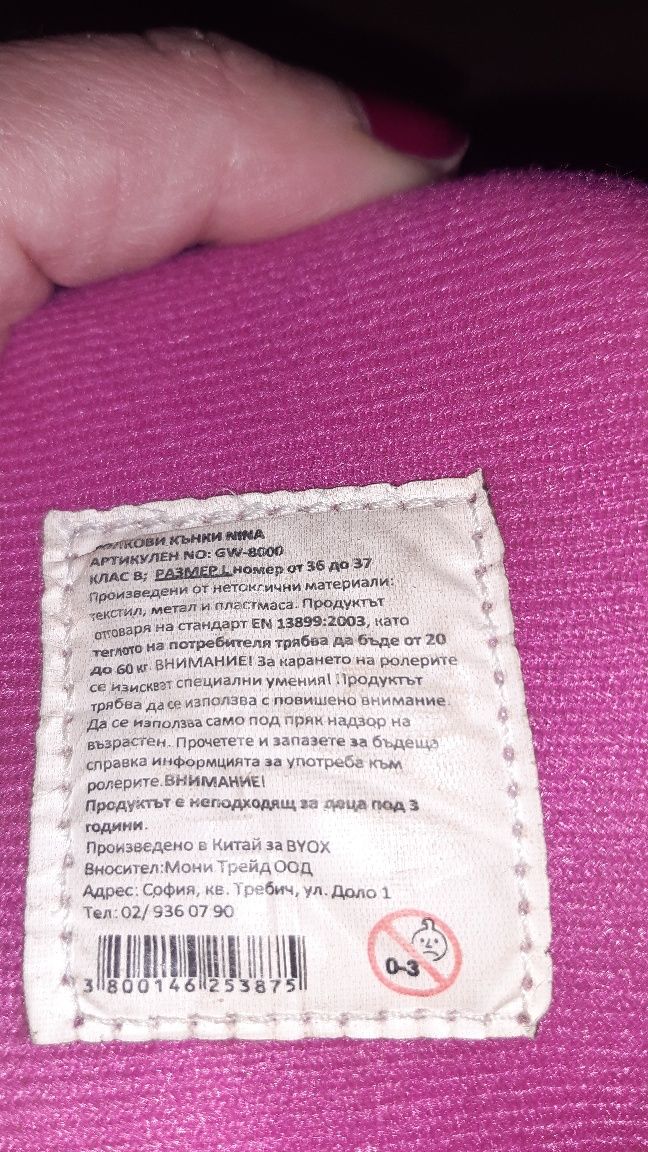 РОЛКОВИ КЪНКИ NINA
АРТИКУЛЕН NO: GW-8000
КЛАС В; РАЗМЕР L номер от 36 до 37
Произведени от нетоксични материали:
текстил, метал и пластмаса. Продуктът
отговаря на стандарт EN 13899:2003, като
теглото на потребителя трябва да бъде от 20
до 60 кг. ВНИМАНИЕ! За карането на ролерите
се изискват специални умения! Продуктът
трябва да се използва с повишено внимание.
Да се използва само под пряк надзор на
възрастен. Прочетете и запазете за бъдеща
справка информцията за употреба към
ролерите.ВНИМАНИЕ!
Продуктът е неподходящ за деца под 3
години.
Произведено в Китай за BYOX
Вносител:Мони Трейд ООД
Адрес: София, кв. Требич, ул. Доло 1
Тел: 02/ 936 07 90
0-3
3 800146 253875